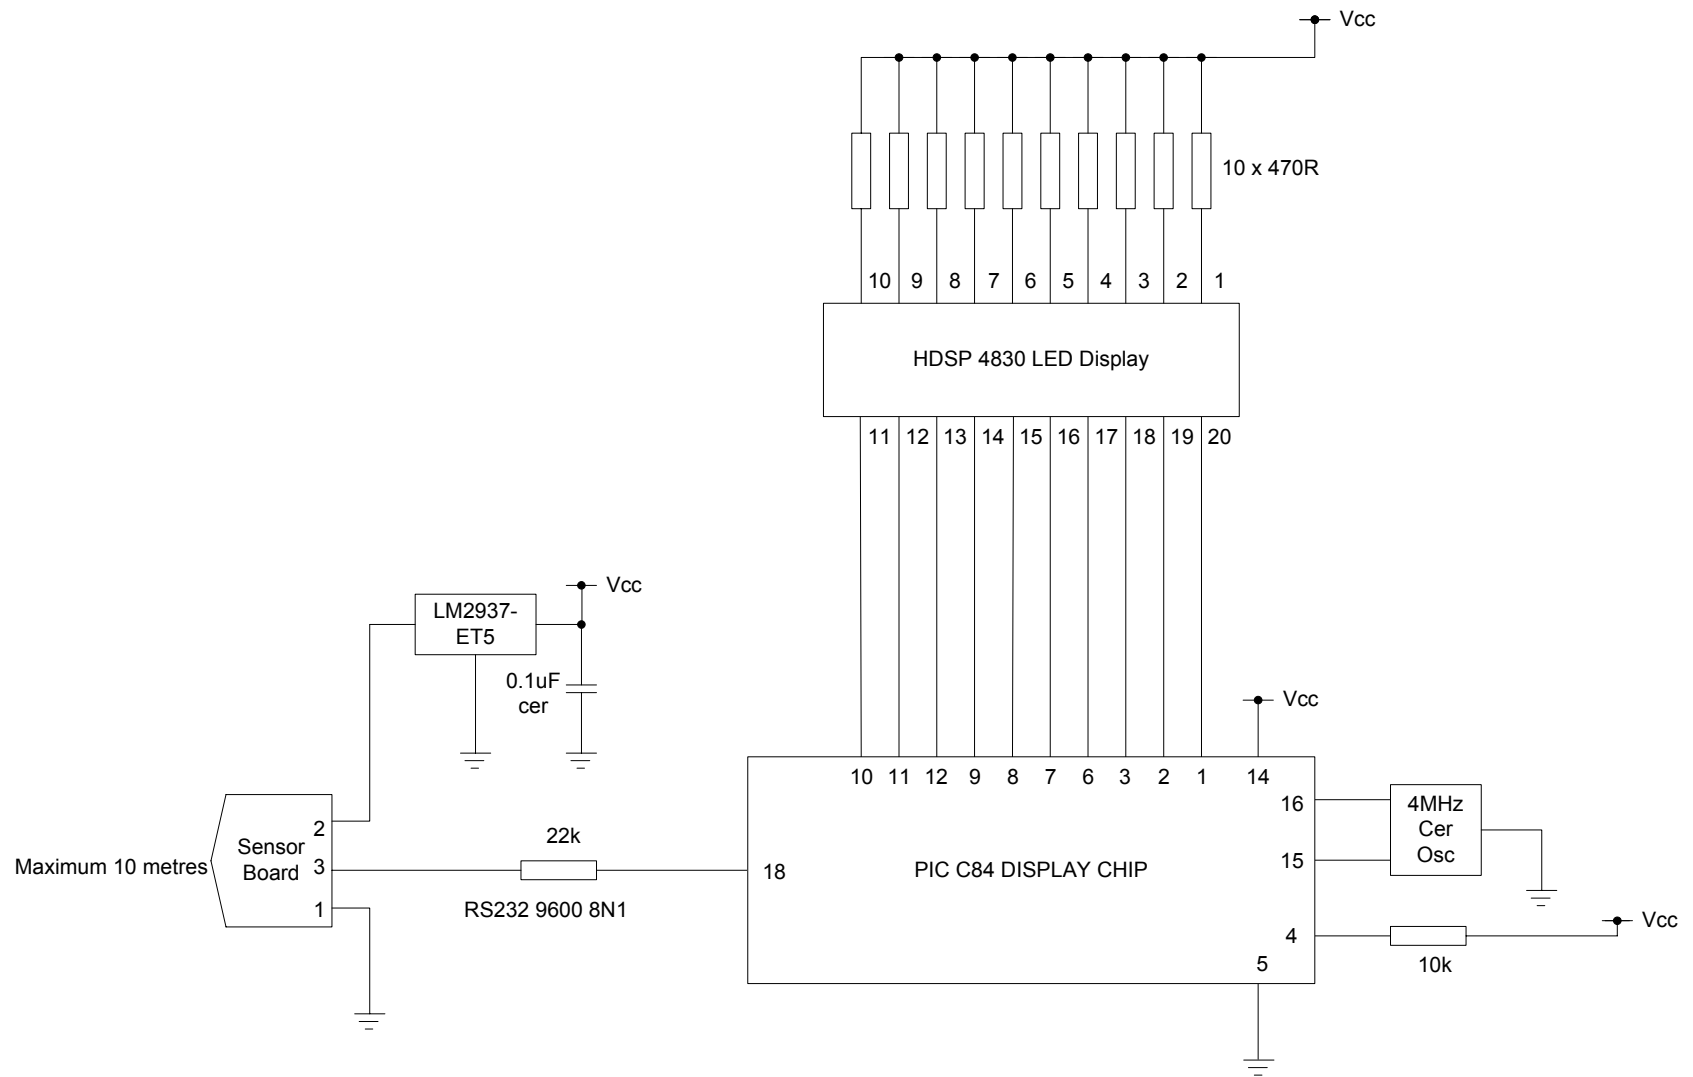 Vcc
10 x 470R
10 9 8 7 6 5 4 3 2 1
HDSP 4830 LED Display
11 12 13 14 15 16 17 18 19 20
Vcc
LM2937-
ET5
0.1uF
cer
Vcc
10 11 12 9 8 7 6 3 2 1 14
16
4MHz
Cer
Osc
15
2
Sensor
Board
3
1
Maximum 10 metres
22k
RS232 9600 8N1
18
PIC C84 DISPLAY CHIP
4
10k
Vcc
5